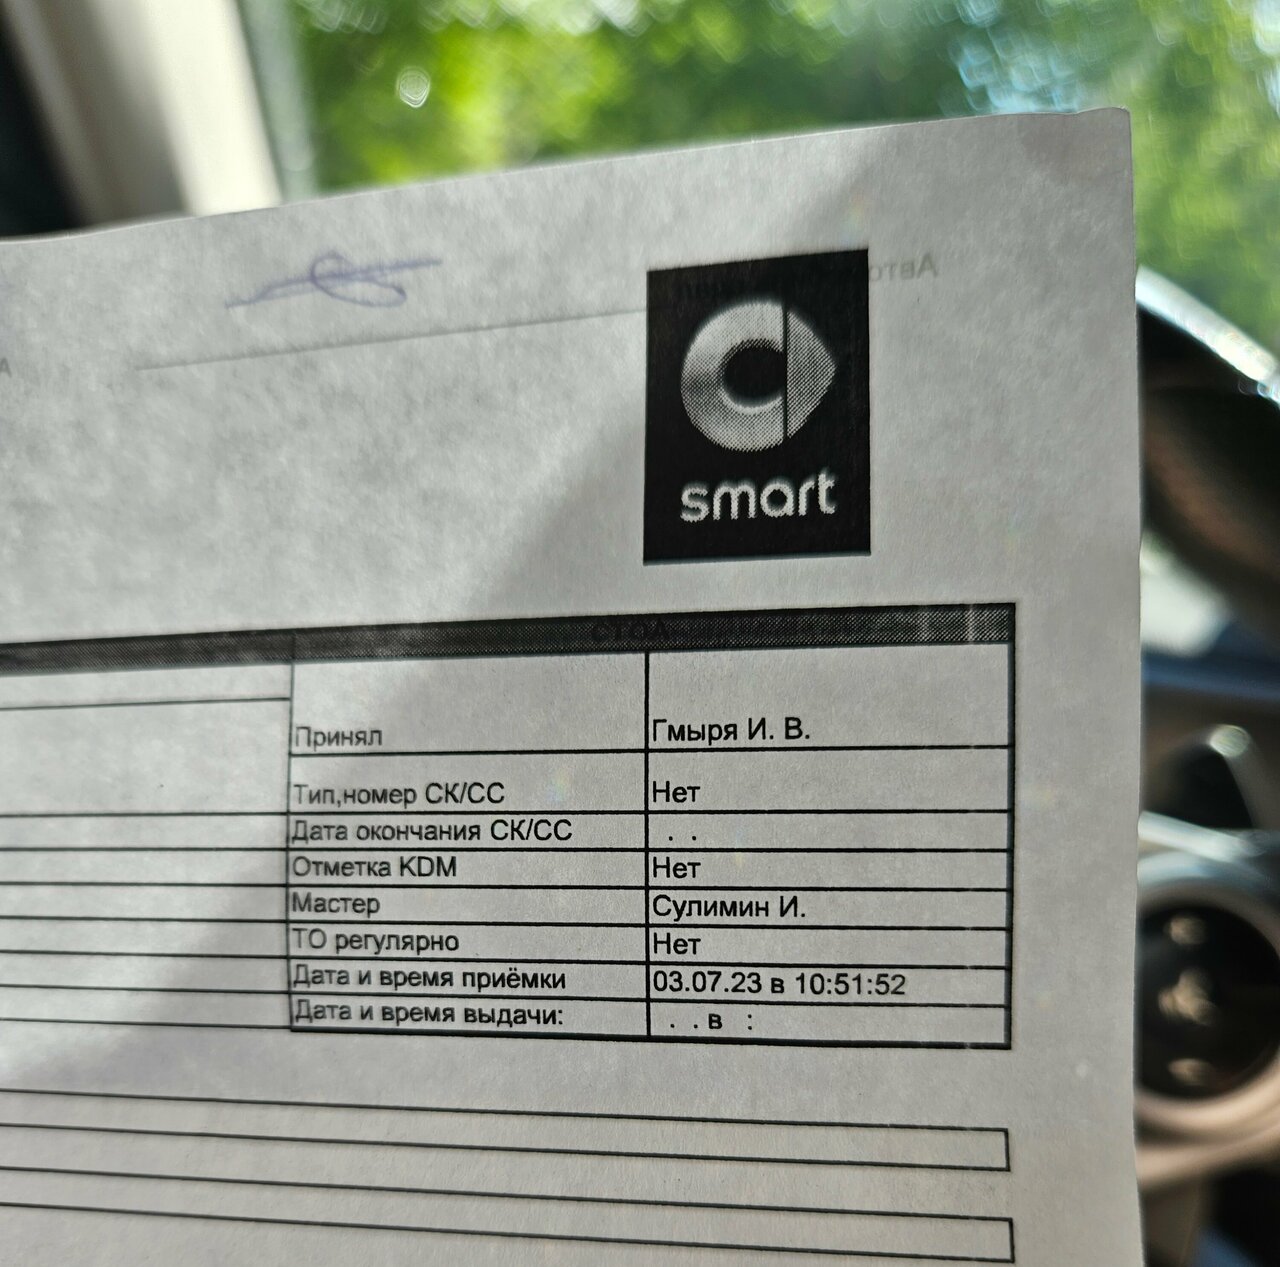 smart
Принял Гмыря И. В.
Тип,номер СК/СС Нет
Дата окончания СК/СС . .
Отметка KDM Нет
Мастер Сулимин И.
ТО регулярно Нет
Дата и время приёмки 03.07.23 в 10:51:52
Дата и время выдачи: . . в :